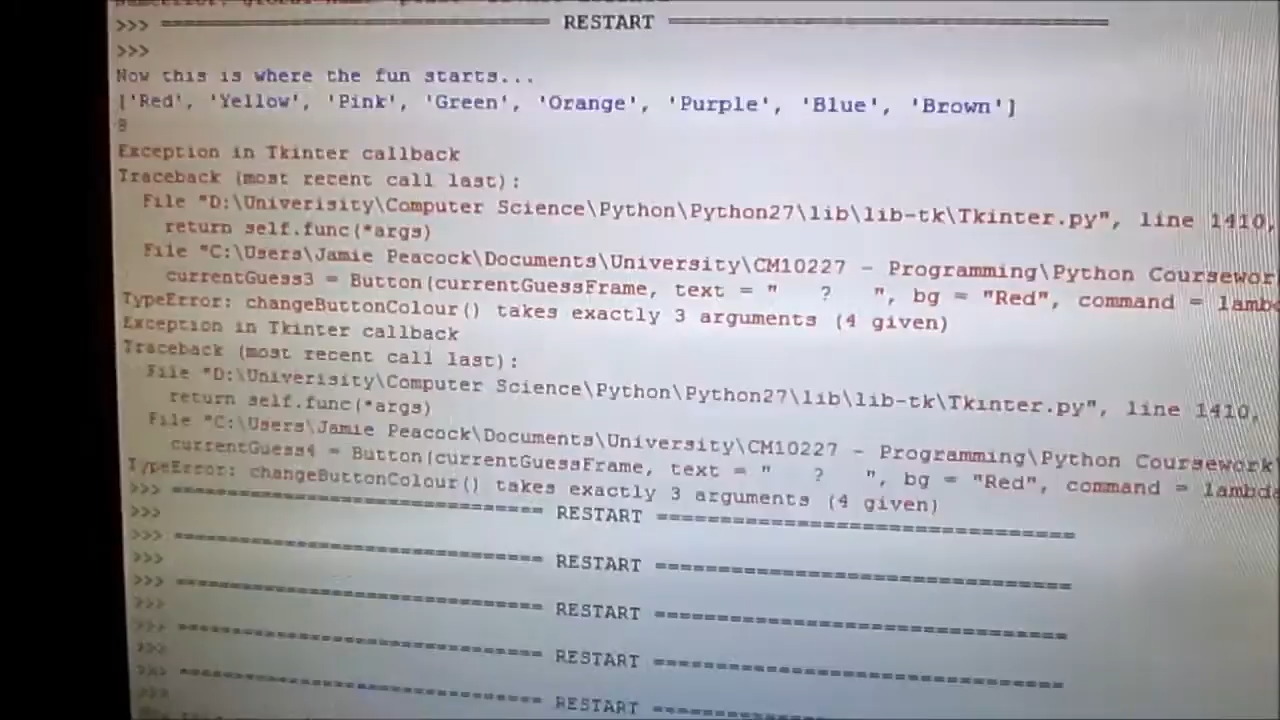 >>> ================================ RESTART ================================
>>>
Now this is where the fun starts...
['Red', 'Yellow', 'Pink', 'Green', 'Orange', 'Purple', 'Blue', 'Brown']
Exception in Tkinter callback
Traceback (most recent call last):
File "D:\Univerisity\Computer Science\Python\Python27\lib\lib-tk\Tkinter.py", line 1410,
return self.func(*args)
File "C:\Users\Jamie Peacock\Documents\University\CM10227 - Programming\Python Coursewor
currentGuess3 = Button(currentGuessFrame, text = "   ?   ", bg = "Red", command = lambd
TypeError: changeButtonColour() takes exactly 3 arguments (4 given)
Exception in Tkinter callback
Traceback (most recent call last):
File "D:\Univerisity\Computer Science\Python\Python27\lib\lib-tk\Tkinter.py", line 1410,
return self.func(*args)
File "C:\Users\Jamie Peacock\Documents\University\CM10227 - Programming\Python Coursework
currentGuess4 = Button(currentGuessFrame, text = "   ?   ", bg = "Red", command = lambda
TypeError: changeButtonColour() takes exactly 3 arguments (4 given)
>>> ================================ RESTART ================================
>>>
>>> ================================ RESTART ================================
>>>
>>> ================================ RESTART ================================
>>>
>>> ================================ RESTART ================================
>>>
>>> ================================ RESTART ================================
>>>